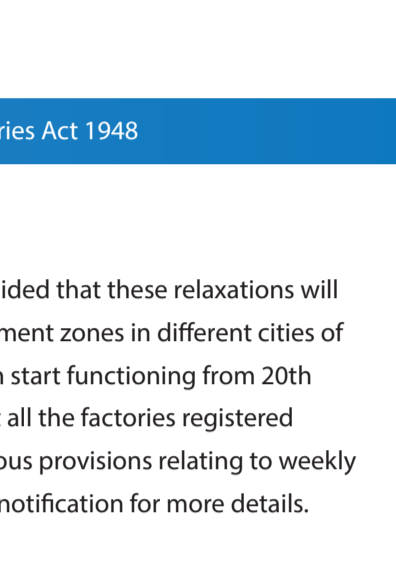 ries Act 1948
ided that these relaxations will
ment zones in different cities of
start functioning from 20th
all the factories registered
ous provisions relating to weekly
notification for more details.